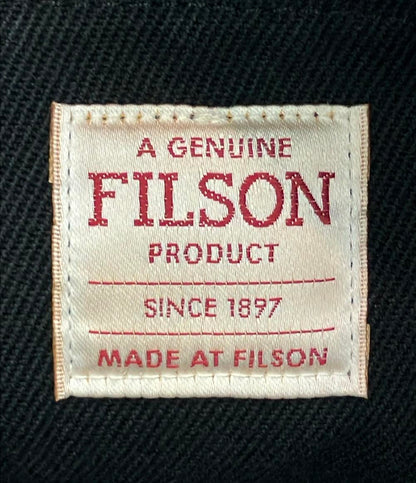 A GENUINE
FILSON
PRODUCT
SINCE 1897
MADE AT FILSON